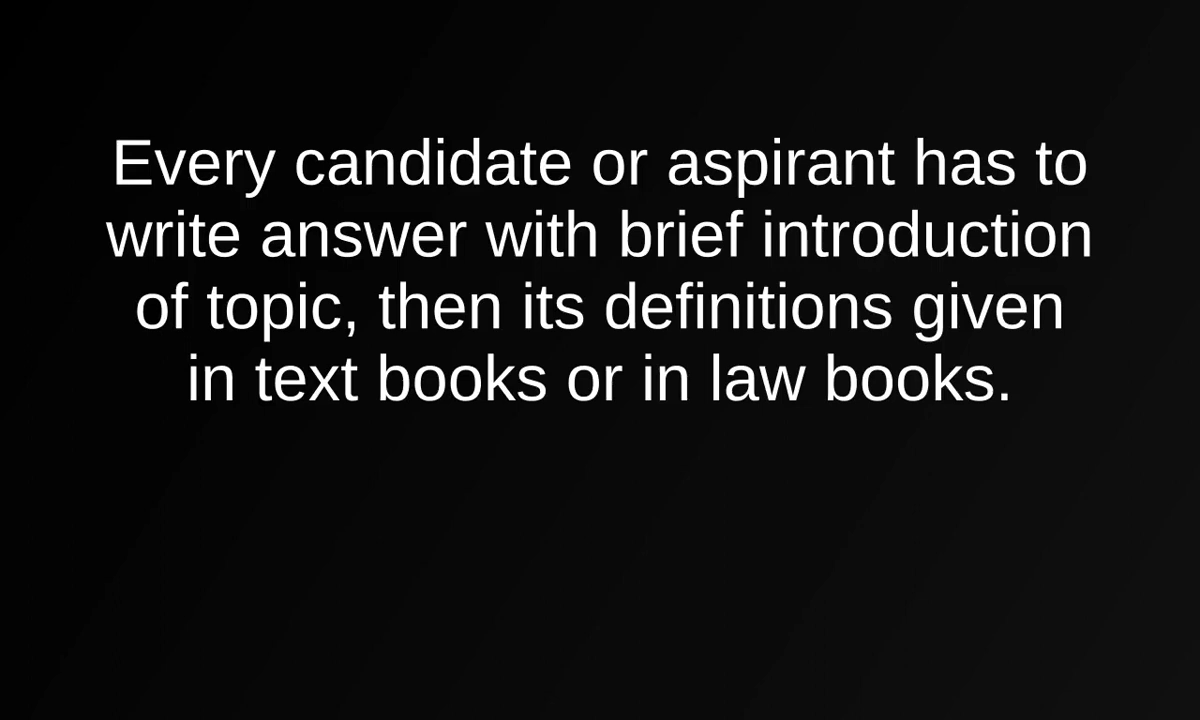 Every candidate or aspirant has to
write answer with brief introduction
of topic, then its definitions given
in text books or in law books.